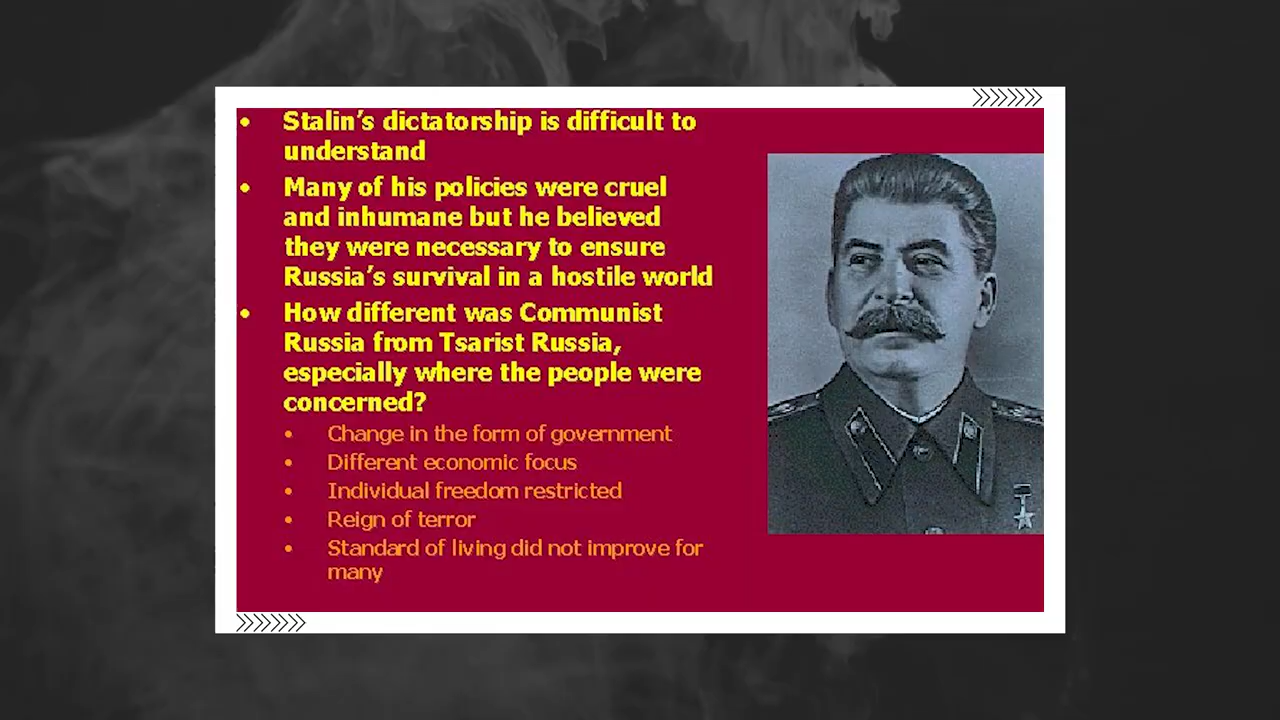 • Stalin's dictatorship is difficult to
understand
• Many of his policies were cruel
and inhumane but he believed
they were necessary to ensure
Russia's survival in a hostile world
• How different was Communist
Russia from Tsarist Russia,
especially where the people were
concerned?
• Change in the form of government
• Different economic focus
• Individual freedom restricted
• Reign of terror
• Standard of living did not improve for
many